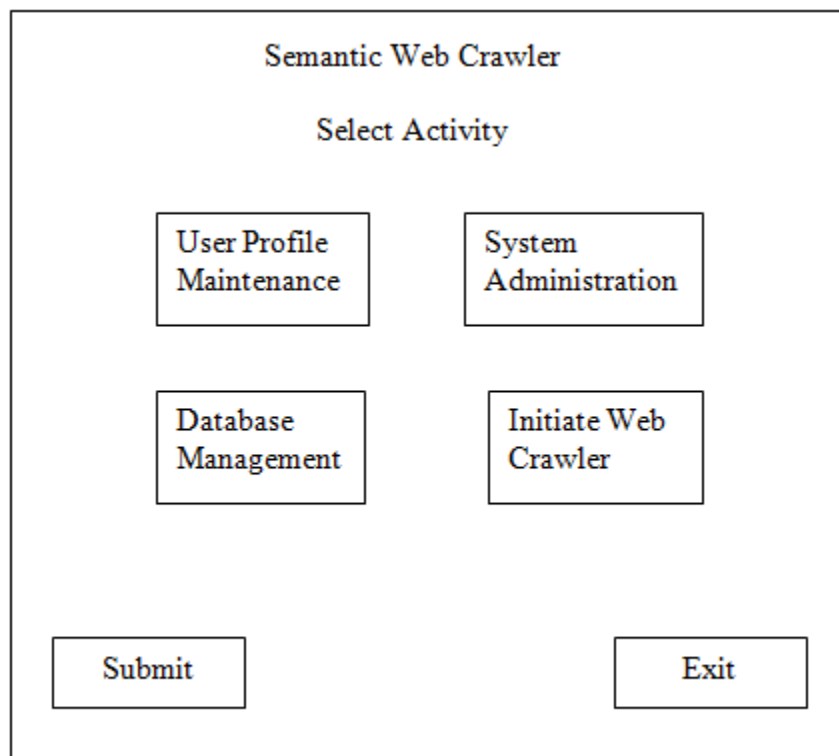 Semantic Web Crawler
Select Activity
User Profile
Maintenance
System
Administration
Database
Management
Initiate Web
Crawler
Submit
Exit